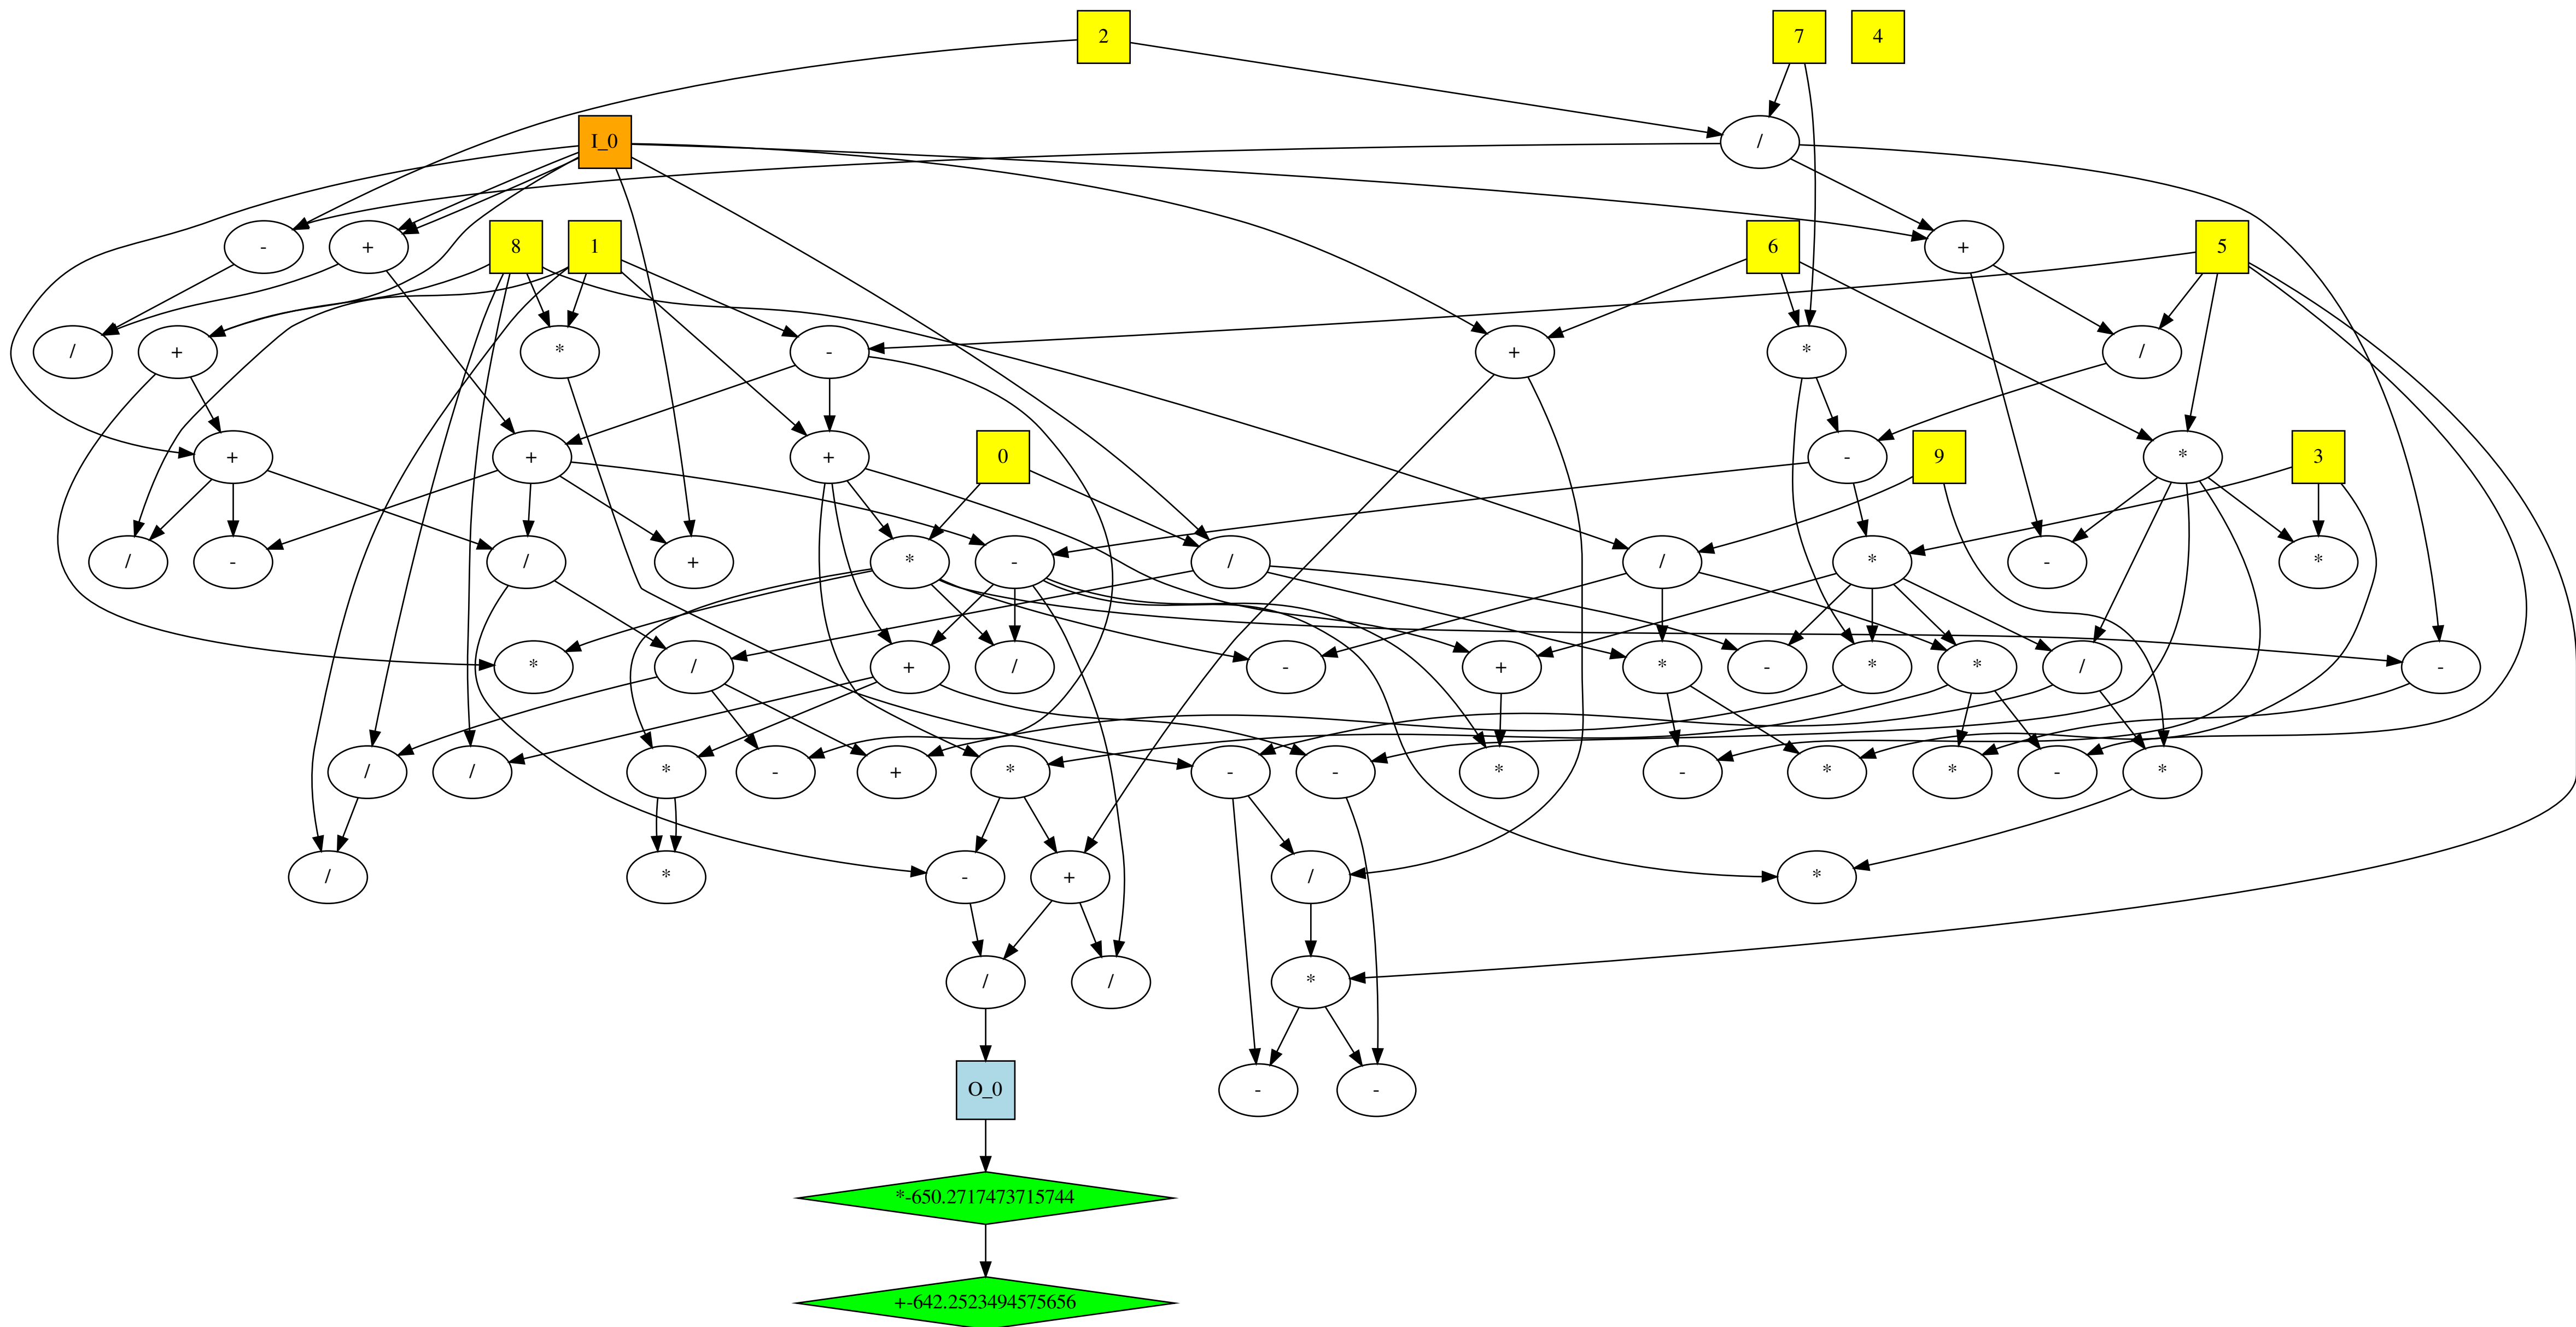 2 7 4
I_0 /
- + 8 1 6 + 5
/ + * - + * /
+ + + 0 - 9 * 3
/ - / + * - / / * - *
* / + / - + * - * * / -
/ / * - + * - - * - * * - *
/ * - + / *
/ / *
O_0 - -
*-650.2717473715744
+-642.2523494575656